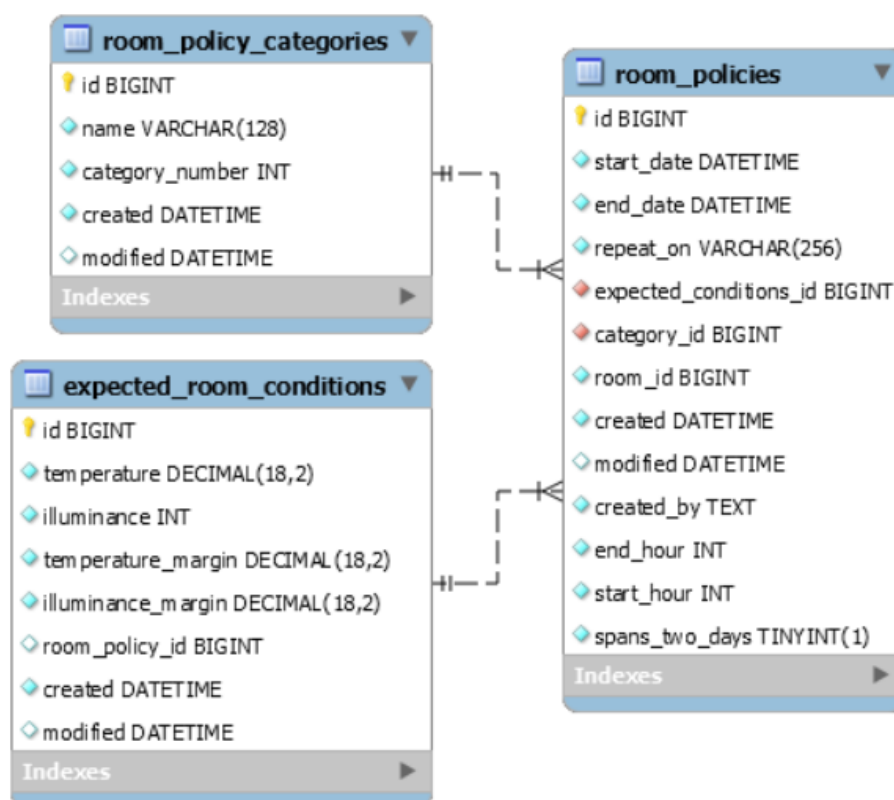 room_policy_categories
id BIGINT
name VARCHAR(128)
category_number INT
created DATETIME
modified DATETIME
Indexes
expected_room_conditions
id BIGINT
temperature DECIMAL(18,2)
illuminance INT
temperature_margin DECIMAL(18,2)
illuminance_margin DECIMAL(18,2)
room_policy_id BIGINT
created DATETIME
modified DATETIME
Indexes
room_policies
id BIGINT
start_date DATETIME
end_date DATETIME
repeat_on VARCHAR(256)
expected_conditions_id BIGINT
category_id BIGINT
room_id BIGINT
created DATETIME
modified DATETIME
created_by TEXT
end_hour INT
start_hour INT
spans_two_days TINYINT(1)
Indexes